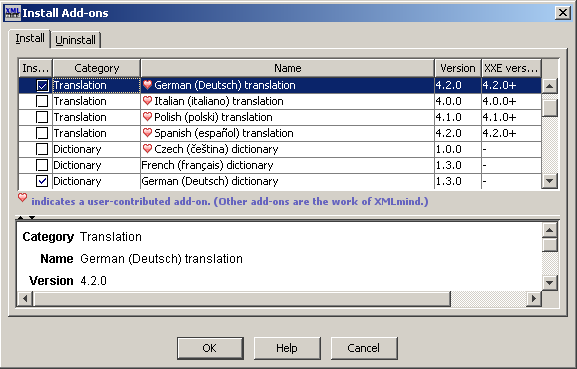 XML mind Install Add-ons
Install Uninstall
Ins... Category Name Version XXE vers...
Translation German (Deutsch) translation 4.2.0 4.2.0+
Translation Italian (italiano) translation 4.0.0 4.0.0+
Translation Polish (polski) translation 4.1.0 4.1.0+
Translation Spanish (español) translation 4.2.0 4.2.0+
Dictionary Czech (čeština) dictionary 1.0.0 -
Dictionary French (français) dictionary 1.3.0 -
Dictionary German (Deutsch) dictionary 1.3.0 -
indicates a user-contributed add-on. (Other add-ons are the work of XMLmind.)
Category Translation
Name German (Deutsch) translation
Version 4.2.0
OK Help Cancel